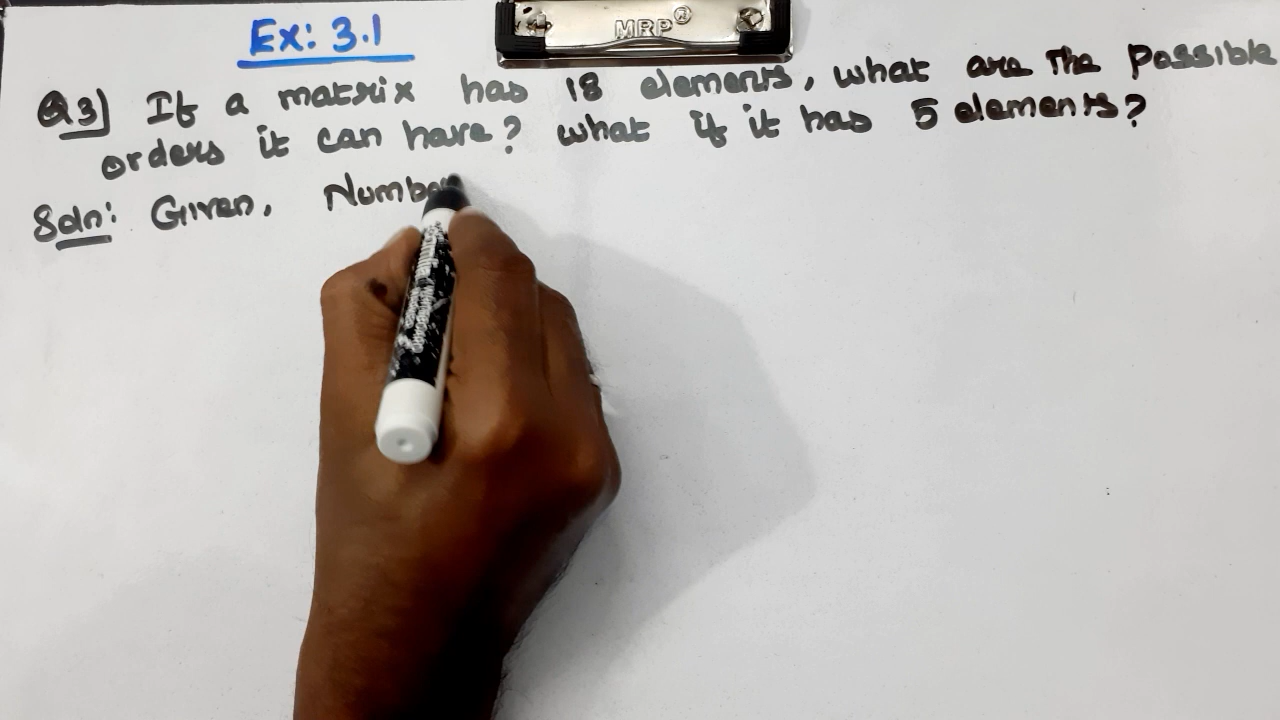 MRP®
Ex: 3.1
Q3] If a matrix has 18 elements, what are the possible
orders it can have? what if it has 5 elements?
Soln: Given, Number